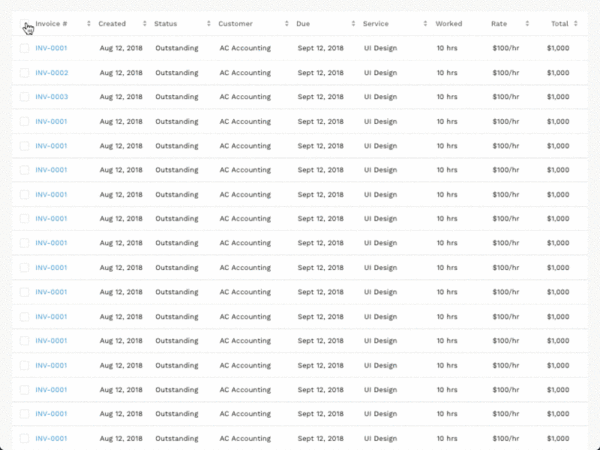 Invoice # Created Status Customer Due Service Worked Rate Total
INV-0001 Aug 12, 2018 Outstanding AC Accounting Sept 12, 2018 UI Design 10 hrs $100/hr $1,000
INV-0002 Aug 12, 2018 Outstanding AC Accounting Sept 12, 2018 UI Design 10 hrs $100/hr $1,000
INV-0003 Aug 12, 2018 Outstanding AC Accounting Sept 12, 2018 UI Design 10 hrs $100/hr $1,000
INV-0001 Aug 12, 2018 Outstanding AC Accounting Sept 12, 2018 UI Design 10 hrs $100/hr $1,000
INV-0001 Aug 12, 2018 Outstanding AC Accounting Sept 12, 2018 UI Design 10 hrs $100/hr $1,000
INV-0001 Aug 12, 2018 Outstanding AC Accounting Sept 12, 2018 UI Design 10 hrs $100/hr $1,000
INV-0001 Aug 12, 2018 Outstanding AC Accounting Sept 12, 2018 UI Design 10 hrs $100/hr $1,000
INV-0001 Aug 12, 2018 Outstanding AC Accounting Sept 12, 2018 UI Design 10 hrs $100/hr $1,000
INV-0001 Aug 12, 2018 Outstanding AC Accounting Sept 12, 2018 UI Design 10 hrs $100/hr $1,000
INV-0001 Aug 12, 2018 Outstanding AC Accounting Sept 12, 2018 UI Design 10 hrs $100/hr $1,000
INV-0001 Aug 12, 2018 Outstanding AC Accounting Sept 12, 2018 UI Design 10 hrs $100/hr $1,000
INV-0001 Aug 12, 2018 Outstanding AC Accounting Sept 12, 2018 UI Design 10 hrs $100/hr $1,000
INV-0001 Aug 12, 2018 Outstanding AC Accounting Sept 12, 2018 UI Design 10 hrs $100/hr $1,000
INV-0001 Aug 12, 2018 Outstanding AC Accounting Sept 12, 2018 UI Design 10 hrs $100/hr $1,000
INV-0001 Aug 12, 2018 Outstanding AC Accounting Sept 12, 2018 UI Design 10 hrs $100/hr $1,000
INV-0001 Aug 12, 2018 Outstanding AC Accounting Sept 12, 2018 UI Design 10 hrs $100/hr $1,000
INV-0001 Aug 12, 2018 Outstanding AC Accounting Sept 12, 2018 UI Design 10 hrs $100/hr $1,000